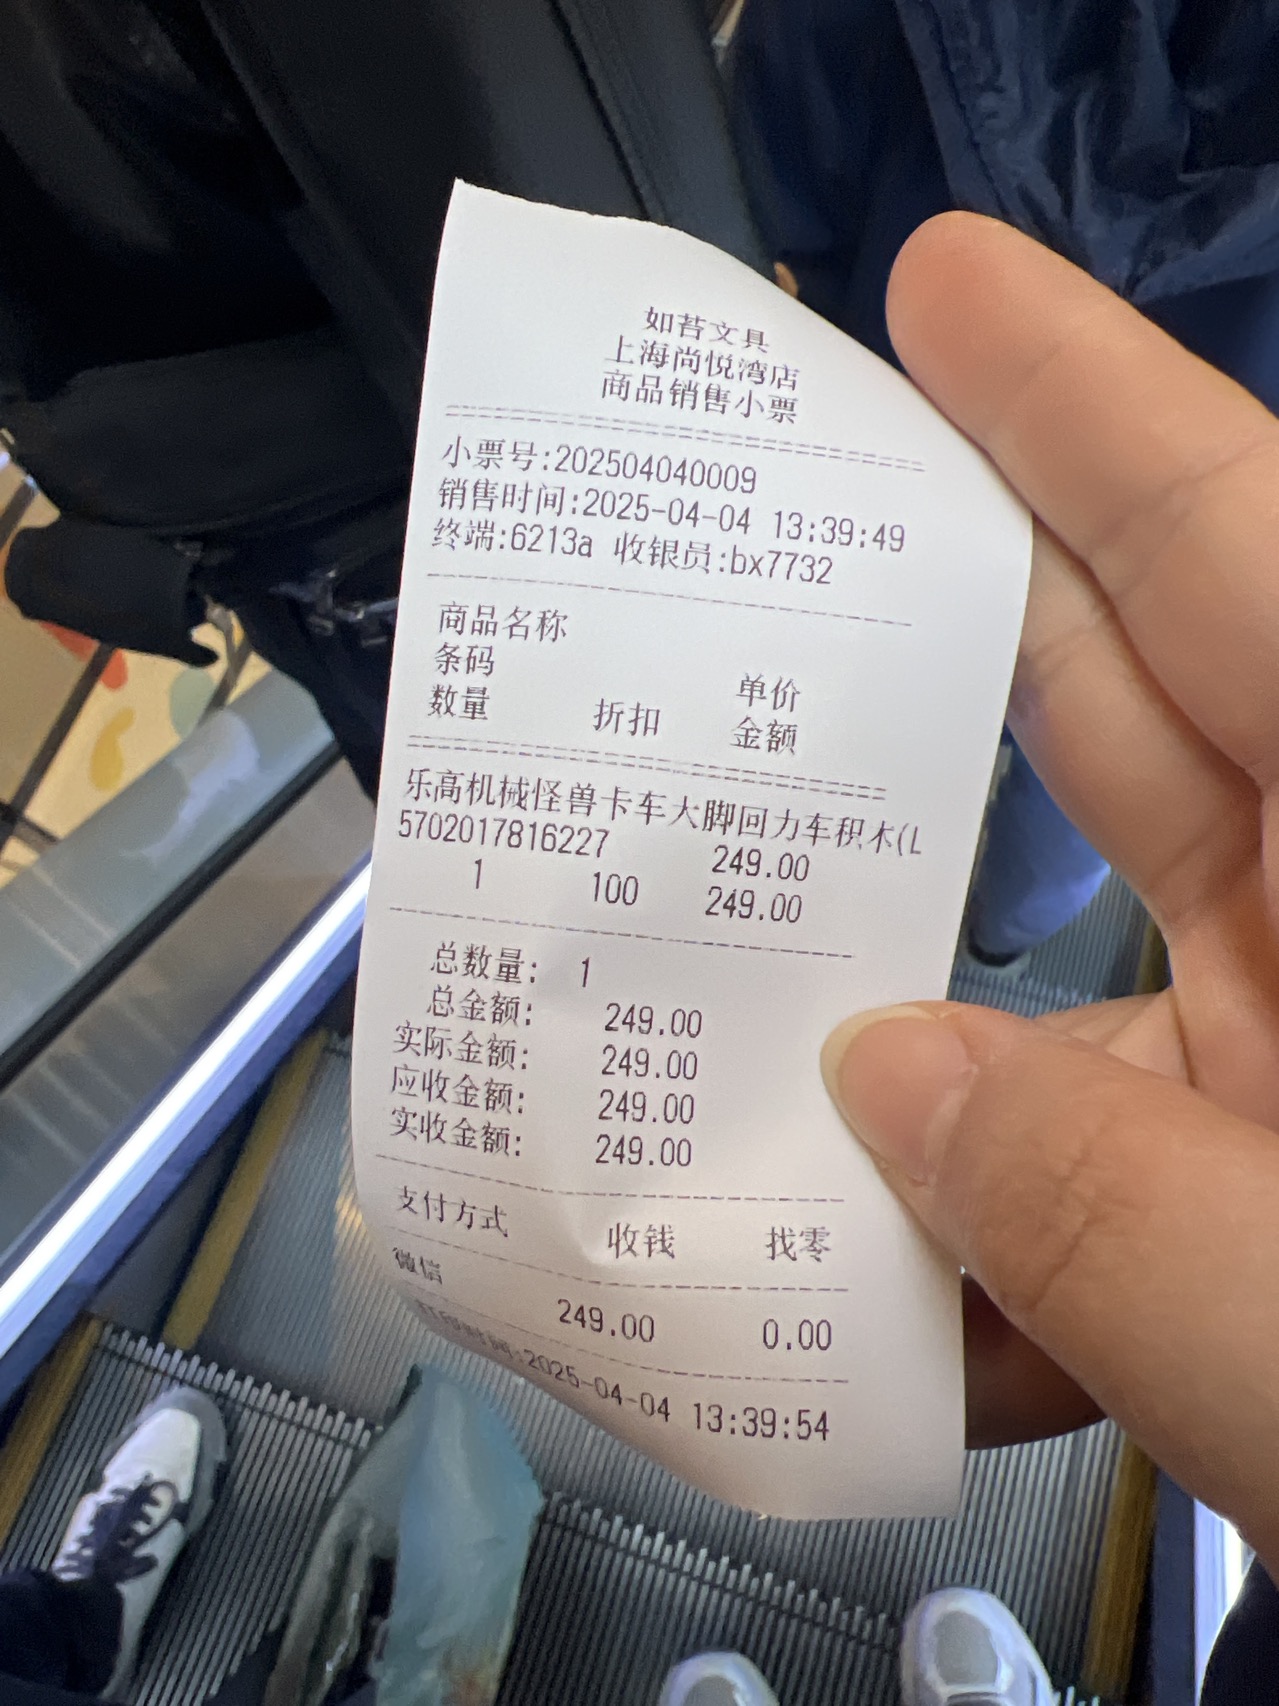 如苔文具
上海尚悦湾店
商品销售小票
小票号:202504040009
销售时间:2025-04-04 13:39:49
终端:6213a 收银员:bx7732
商品名称
条码 单价
数量 折扣 金额
乐高机械怪兽卡车大脚回力车积木(L
5702017816227 249.00
1 100 249.00
总数量: 1
总金额: 249.00
实际金额: 249.00
应收金额: 249.00
实收金额: 249.00
支付方式 收钱 找零
微信
249.00 0.00
打印时间:2025-04-04 13:39:54